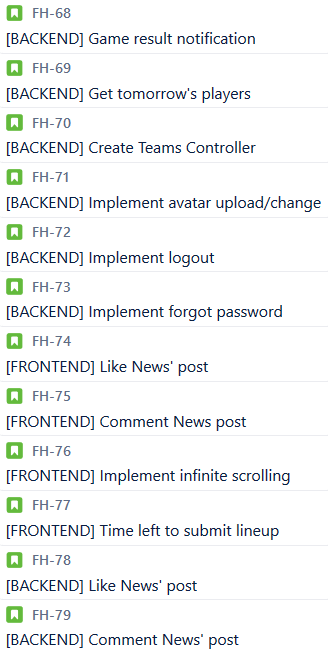 FH-68
[BACKEND] Game result notification
FH-69
[BACKEND] Get tomorrow's players
FH-70
[BACKEND] Create Teams Controller
FH-71
[BACKEND] Implement avatar upload/change
FH-72
[BACKEND] Implement logout
FH-73
[BACKEND] Implement forgot password
FH-74
[FRONTEND] Like News' post
FH-75
[FRONTEND] Comment News post
FH-76
[FRONTEND] Implement infinite scrolling
FH-77
[FRONTEND] Time left to submit lineup
FH-78
[BACKEND] Like News' post
FH-79
[BACKEND] Comment News' post